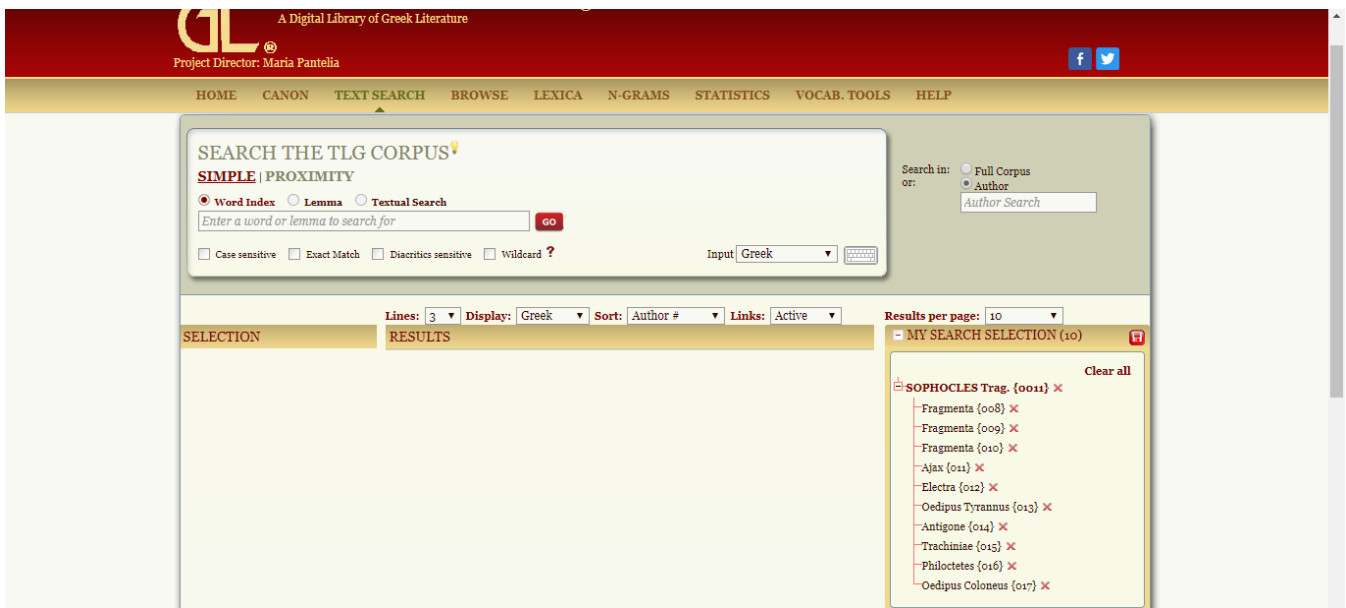 A Digital Library of Greek Literature
Project Director: Maria Pantelia
HOME CANON TEXT SEARCH BROWSE LEXICA N-GRAMS STATISTICS VOCAB. TOOLS HELP
SEARCH THE TLG CORPUS
SIMPLE | PROXIMITY
Word Index Lemma Textual Search
Enter a word or lemma to search for GO
Case sensitive Exact Match Diacritics sensitive Wildcard ? Input Greek
Search in: Full Corpus
or: Author
Author Search
Lines: 3 Display: Greek Sort: Author # Links: Active Results per page: 10
SELECTION RESULTS MY SEARCH SELECTION (10)
Clear all
SOPHOCLES Trag. {0011}
Fragmenta {008}
Fragmenta {009}
Fragmenta {010}
Ajax {011}
Electra {012}
Oedipus Tyrannus {013}
Antigone {014}
Trachiniae {015}
Philoctetes {016}
Oedipus Coloneus {017}